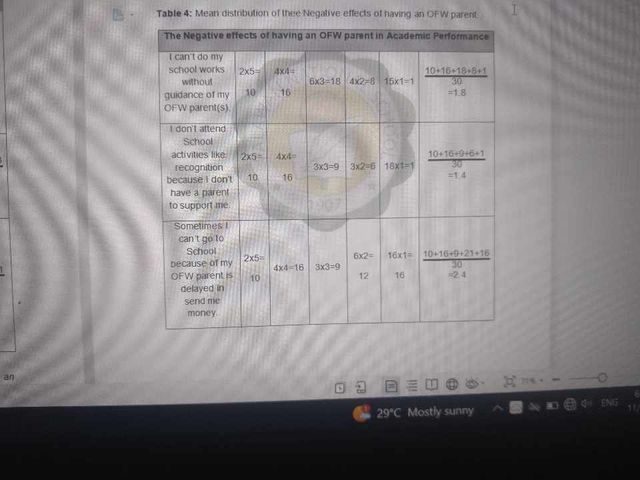 Table 4: Mean distribution of thee Negative effects of having an OFW parent
The Negative effects of having an OFW parent in Academic Performance
I can't do my
school works
without
guidance of my
OFW parent(s).
2x5=
10
4x4=
16
6x3=18
4x2=8
15x1=1
10+16+18+8+1
30
=1.8
I don't attend
School
activities like
recognition
because I don't
have a parent
to support me.
2x5=
10
4x4=
16
3x3=9
3x2=6
18x1=1
10+16+9+6+1
30
=1.4
Sometimes I
can't go to
School
because of my
OFW parent is
delayed in
send me
money.
2x5=
10
4x4=16
3x3=9
6x2=
12
16x1=
16
10+16+9+21+16
30
=2.4
an
29°C Mostly sunny
ENG